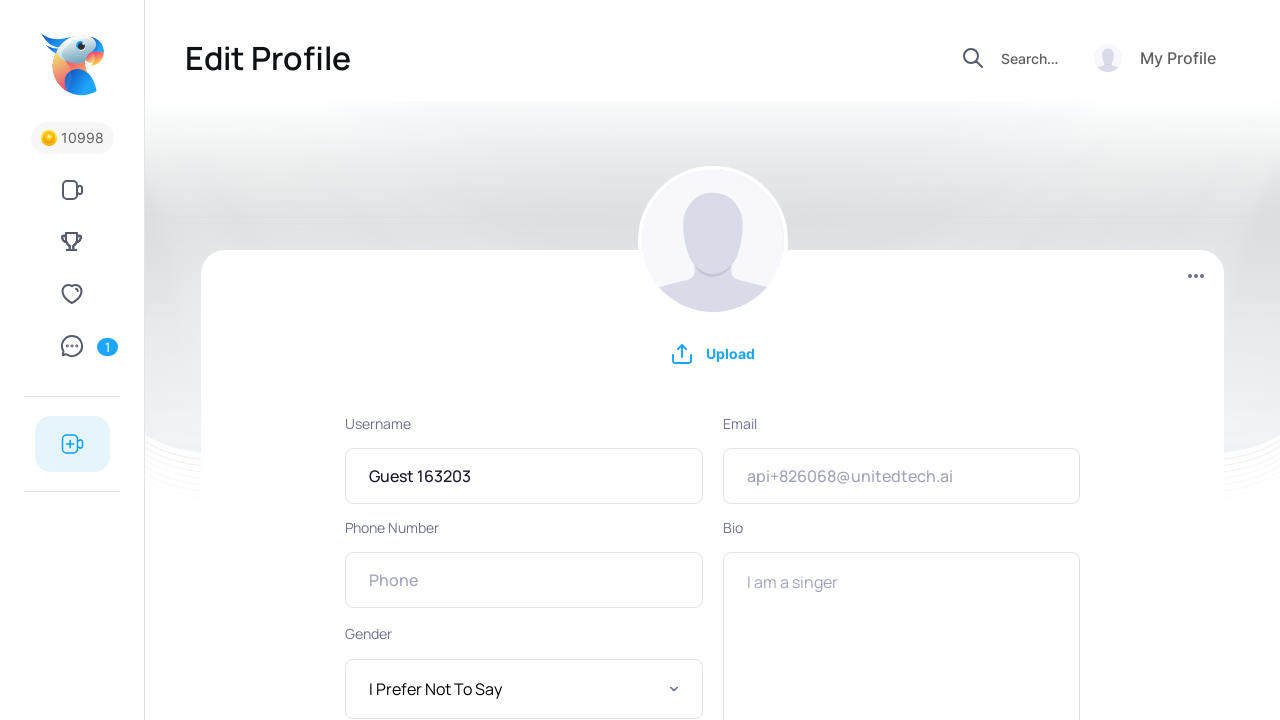 Edit Profile
Search...
My Profile
10998
1
Upload
Username
Email
Guest 163203
api+826068@unitedtech.ai
Phone Number
Bio
Phone
I am a singer
Gender
I Prefer Not To Say